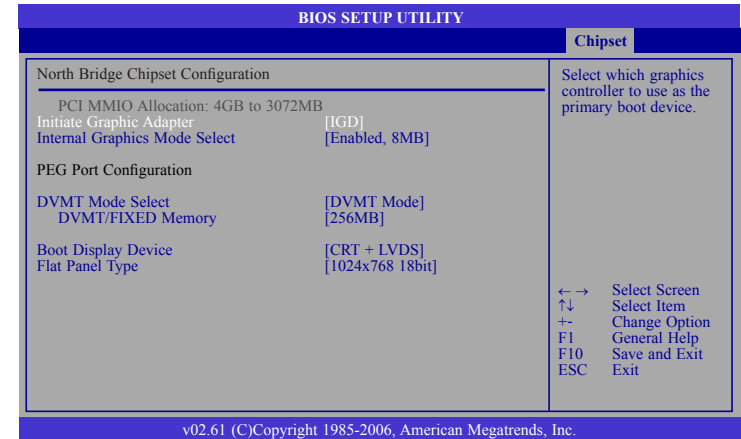 BIOS SETUP UTILITY
Chipset
North Bridge Chipset Configuration
PCI MMIO Allocation: 4GB to 3072MB
Initiate Graphic Adapter [IGD]
Internal Graphics Mode Select [Enabled, 8MB]
PEG Port Configuration
DVMT Mode Select [DVMT Mode]
DVMT/FIXED Memory [256MB]
Boot Display Device [CRT + LVDS]
Flat Panel Type [1024x768 18bit]
Select which graphics
controller to use as the
primary boot device.
←→ Select Screen
↑↓ Select Item
+- Change Option
F1 General Help
F10 Save and Exit
ESC Exit
v02.61 (C)Copyright 1985-2006, American Megatrends, Inc.